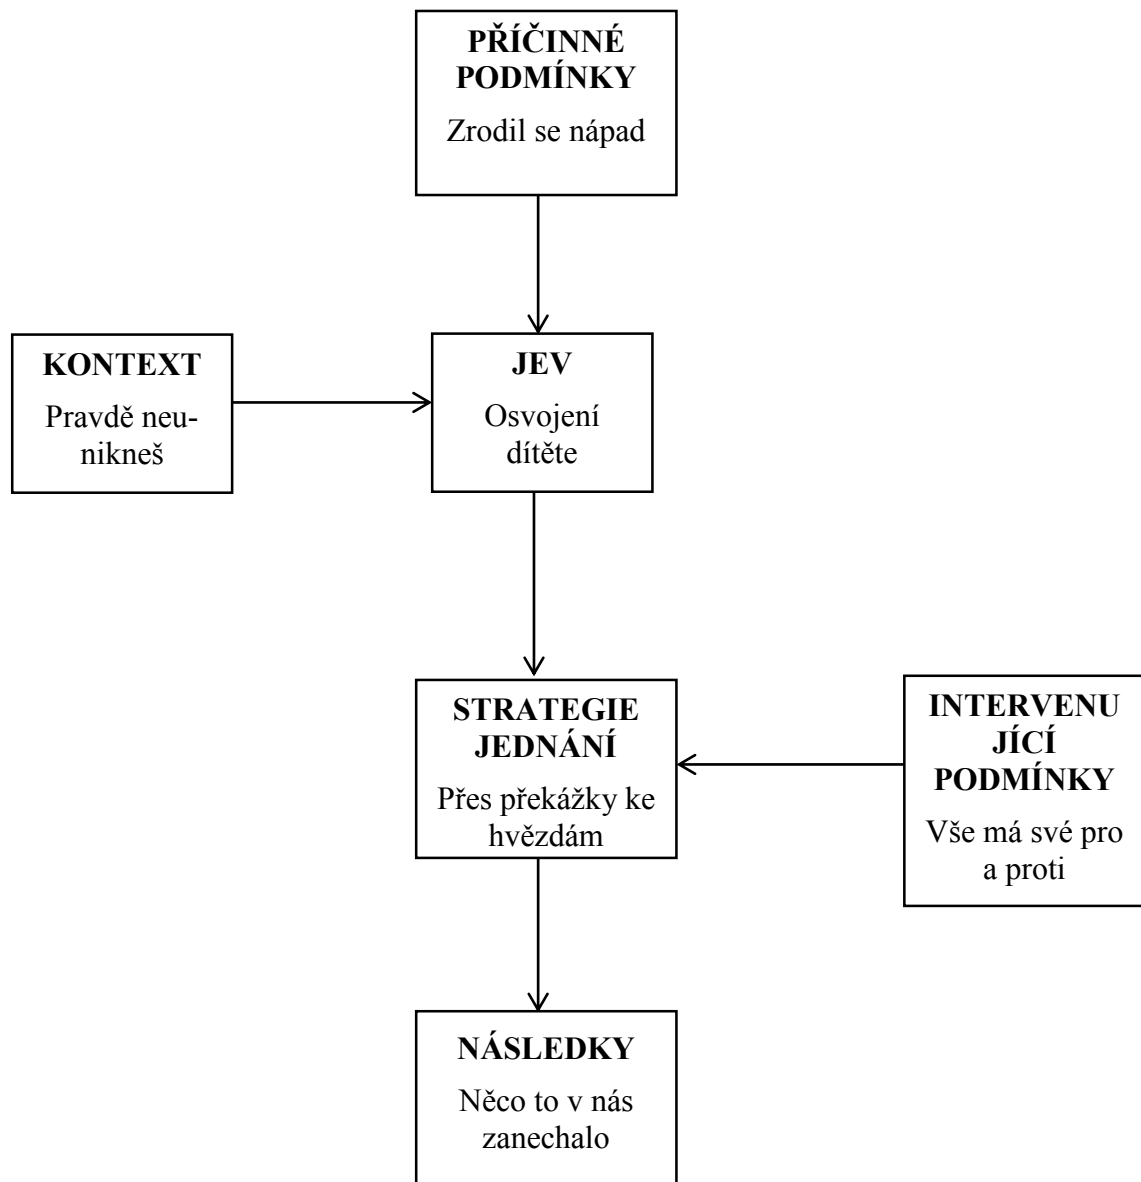 PŘÍČINNÉ
PODMÍNKY
Zrodil se nápad
KONTEXT
Pravdě neu-
nikneš
JEV
Osvojení
dítěte
STRATEGIE
JEDNÁNÍ
Přes překážky ke
hvězdám
INTERVENU
JÍCÍ
PODMÍNKY
Vše má své pro
a proti
NÁSLEDKY
Něco to v nás
zanechalo